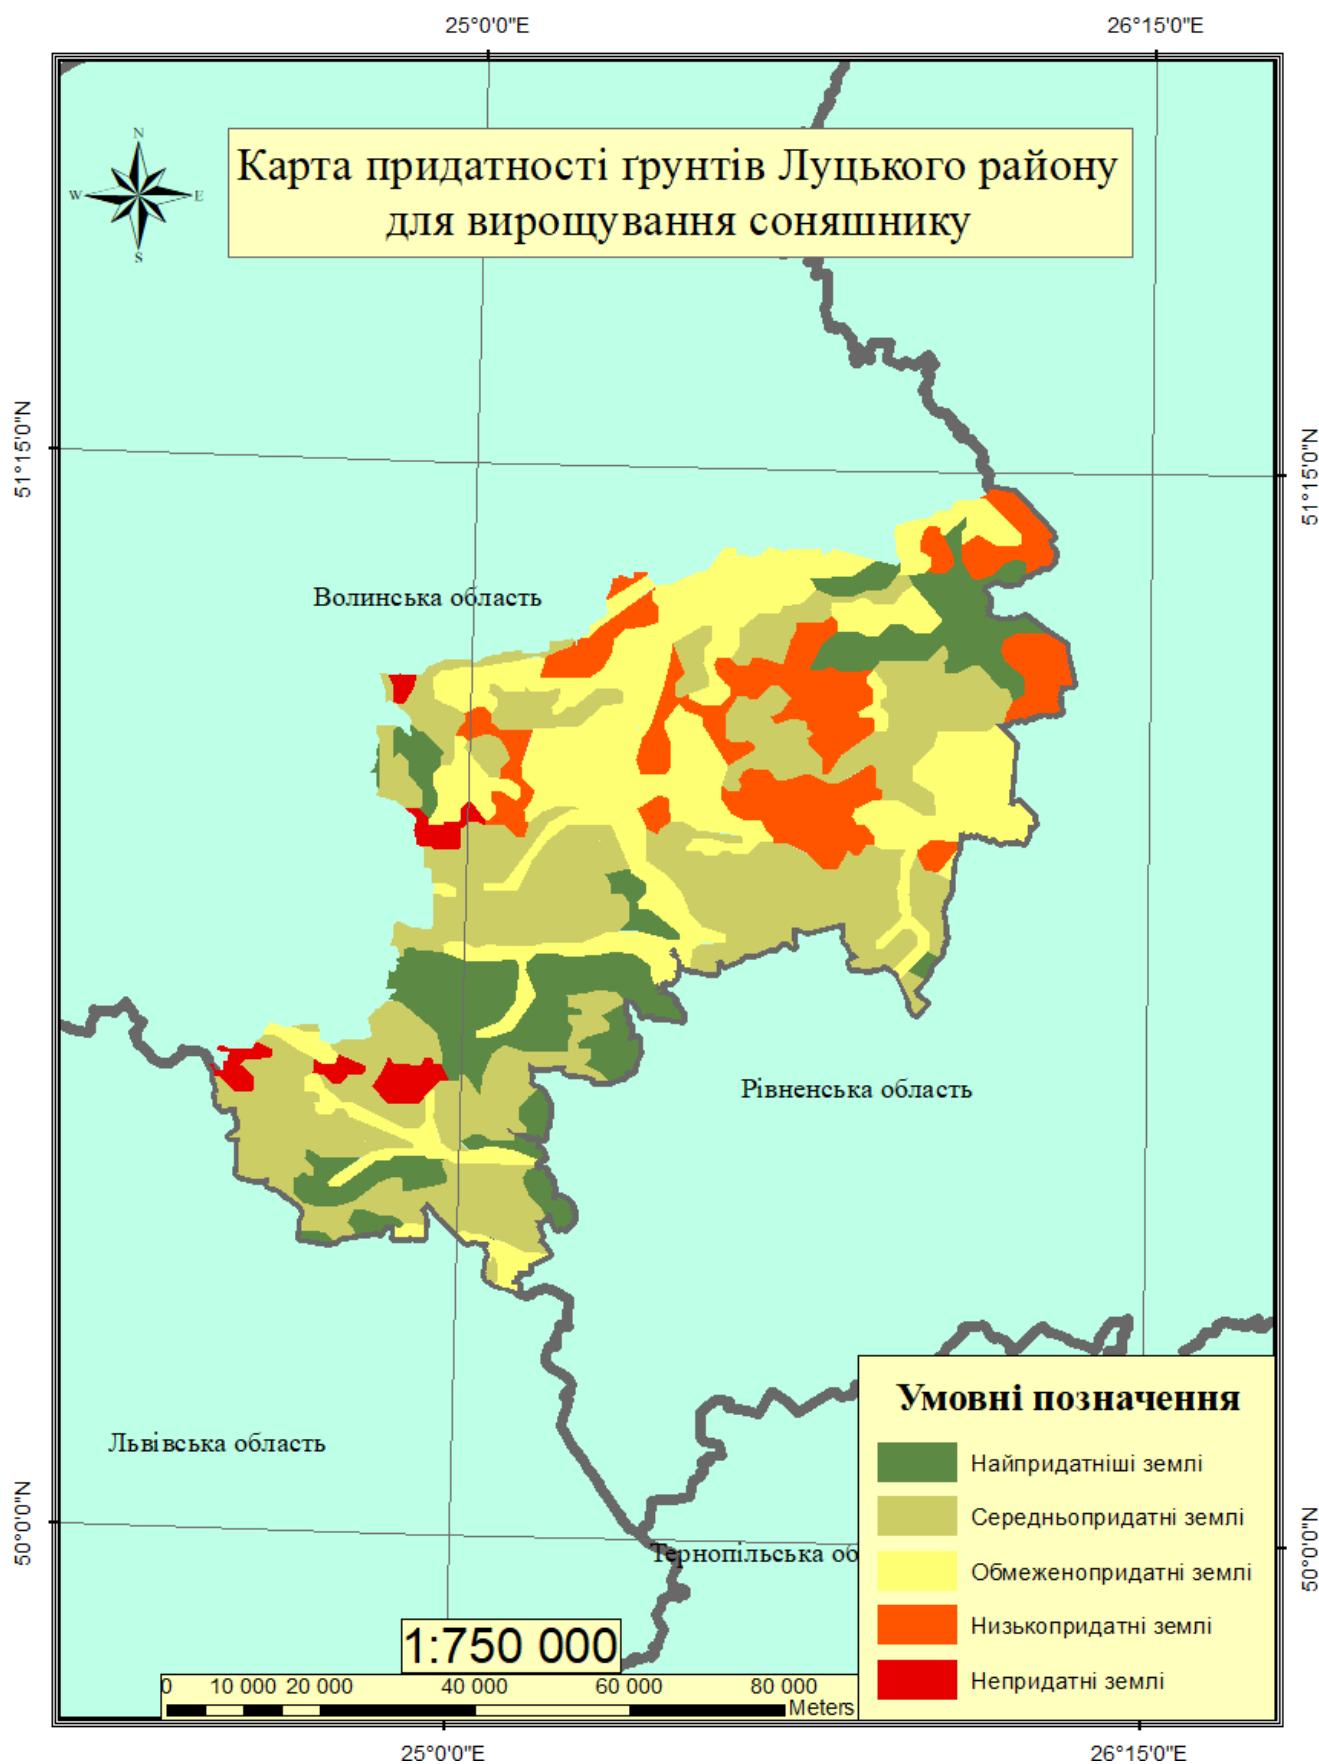 25°0'0"E
26°15'0"E
N
W
E
S
Карта придатності ґрунтів Луцького району
для вирощування соняшнику
51°15'0"N
51°15'0"N
Волинська область
Рівненська область
Львівська область
Тернопільська об
50°0'0"N
50°0'0"N
Умовні позначення
Найпридатніші землі
Середньопридатні землі
Обмеженопридатні землі
Низькопридатні землі
Непридатні землі
1:750 000
0 10 000 20 000 40 000 60 000 80 000
Meters
25°0'0"E
26°15'0"E